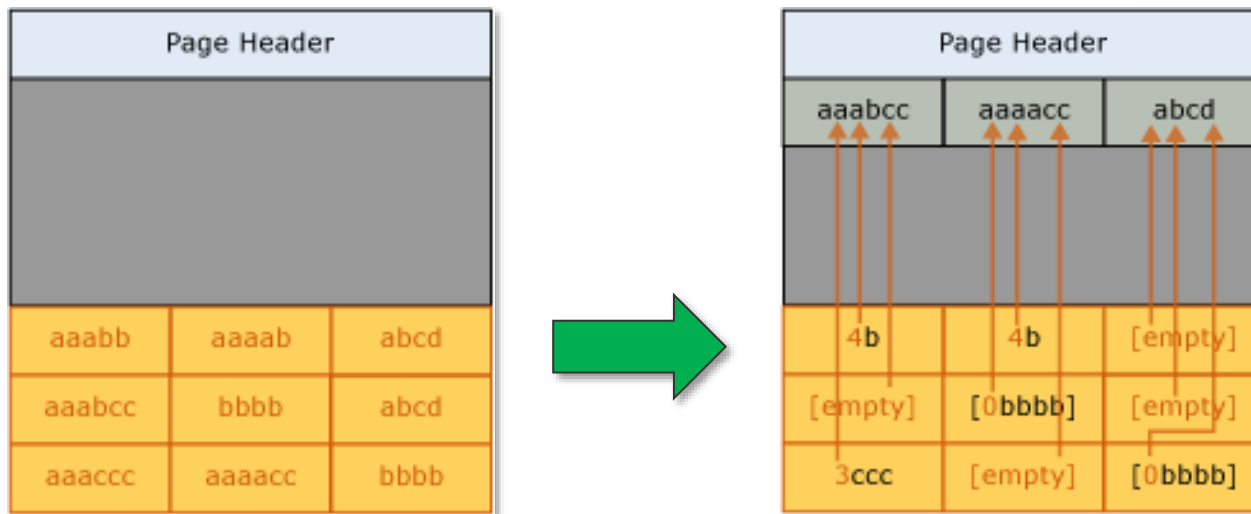 Page Header
aaabb aaaab abcd
aaabcc bbbb abcd
aaaccc aaaacc bbbb
Page Header
aaabcc aaaacc abcd
4b 4b [empty]
[empty] [0bbbb] [empty]
3ccc [empty] [0bbbb]